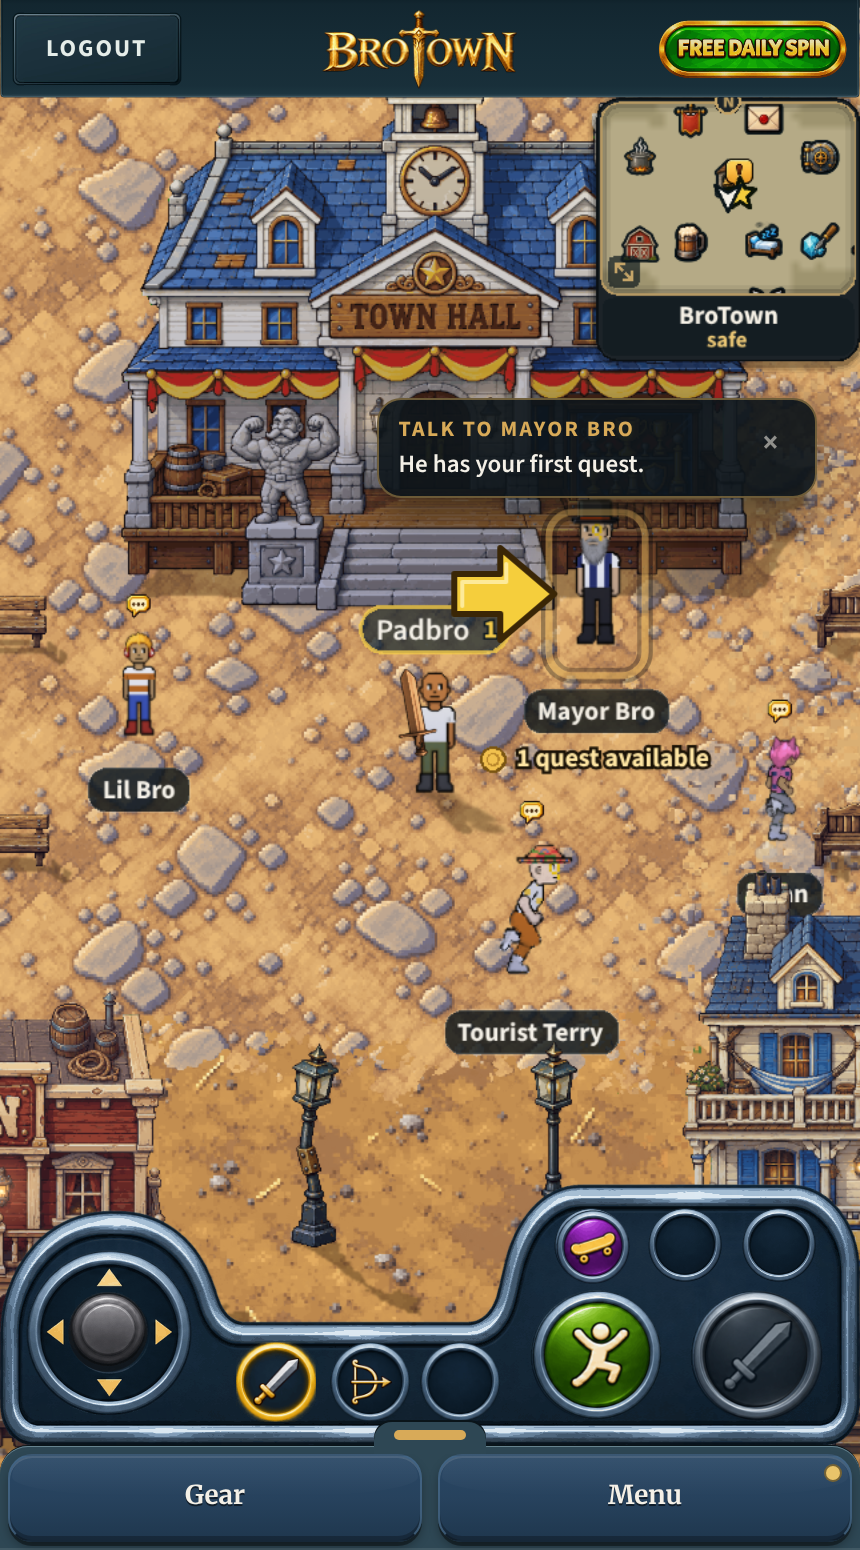 LOGOUT
BROTOWN
FREE DAILY SPIN
N
TOWN HALL
BroTown
safe
TALK TO MAYOR BRO
He has your first quest.
×
Padbro 1
Mayor Bro
1 quest available
Lil Bro
Tourist Terry
Gear
Menu